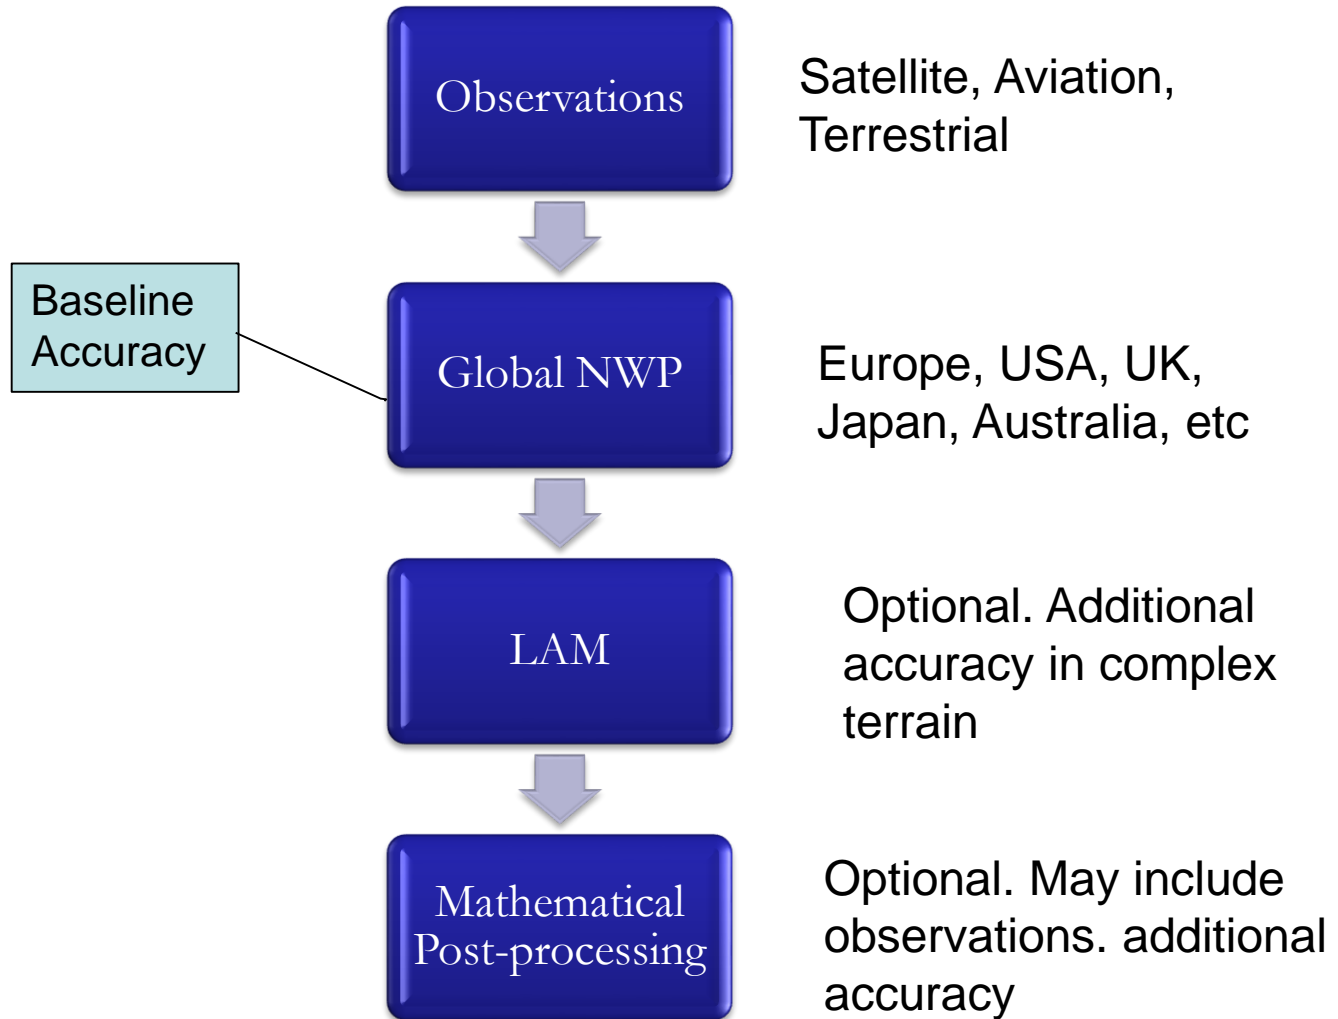 Observations
Satellite, Aviation,
Terrestrial
Baseline
Accuracy
Global NWP
Europe, USA, UK,
Japan, Australia, etc
LAM
Optional. Additional
accuracy in complex
terrain
Mathematical
Post-processing
Optional. May include
observations. additional
accuracy